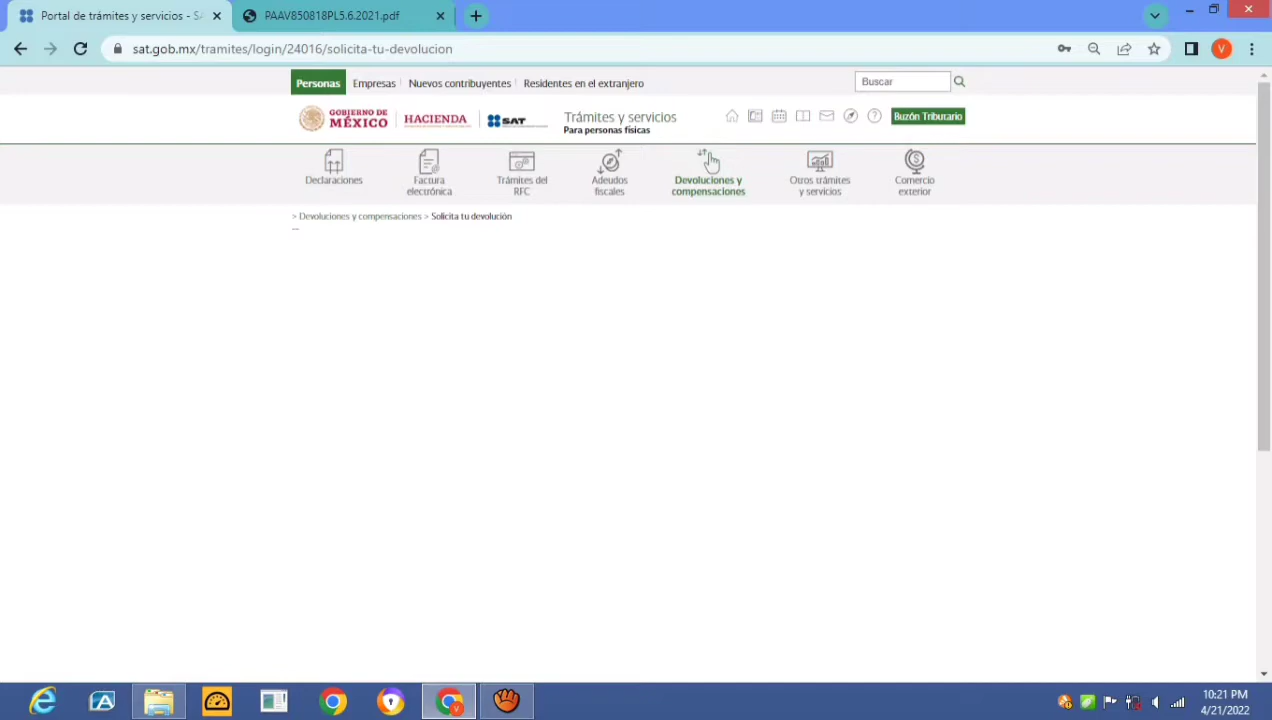 Portal de trámites y servicios - SA
PAAV850818PL5.6.2021.pdf
sat.gob.mx/tramites/login/24016/solicita-tu-devolucion
V
Personas Empresas Nuevos contribuyentes Residentes en el extranjero
Buscar
GOBIERNO DE
MÉXICO
HACIENDA
SAT
Trámites y servicios
Para personas físicas
Buzón Tributario
Declaraciones
Factura
electrónica
Trámites del
RFC
Adeudos
fiscales
Devoluciones y
compensaciones
Otros trámites
y servicios
Comercio
exterior
> Devoluciones y compensaciones > Solicita tu devolución
10:21 PM
4/21/2022